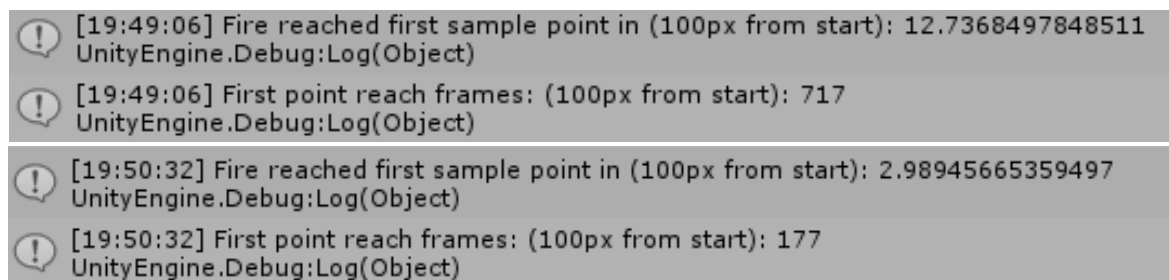 [19:49:06] Fire reached first sample point in (100px from start): 12.7368497848511
UnityEngine.Debug:Log(Object)
[19:49:06] First point reach frames: (100px from start): 717
UnityEngine.Debug:Log(Object)
[19:50:32] Fire reached first sample point in (100px from start): 2.98945665359497
UnityEngine.Debug:Log(Object)
[19:50:32] First point reach frames: (100px from start): 177
UnityEngine.Debug:Log(Object)